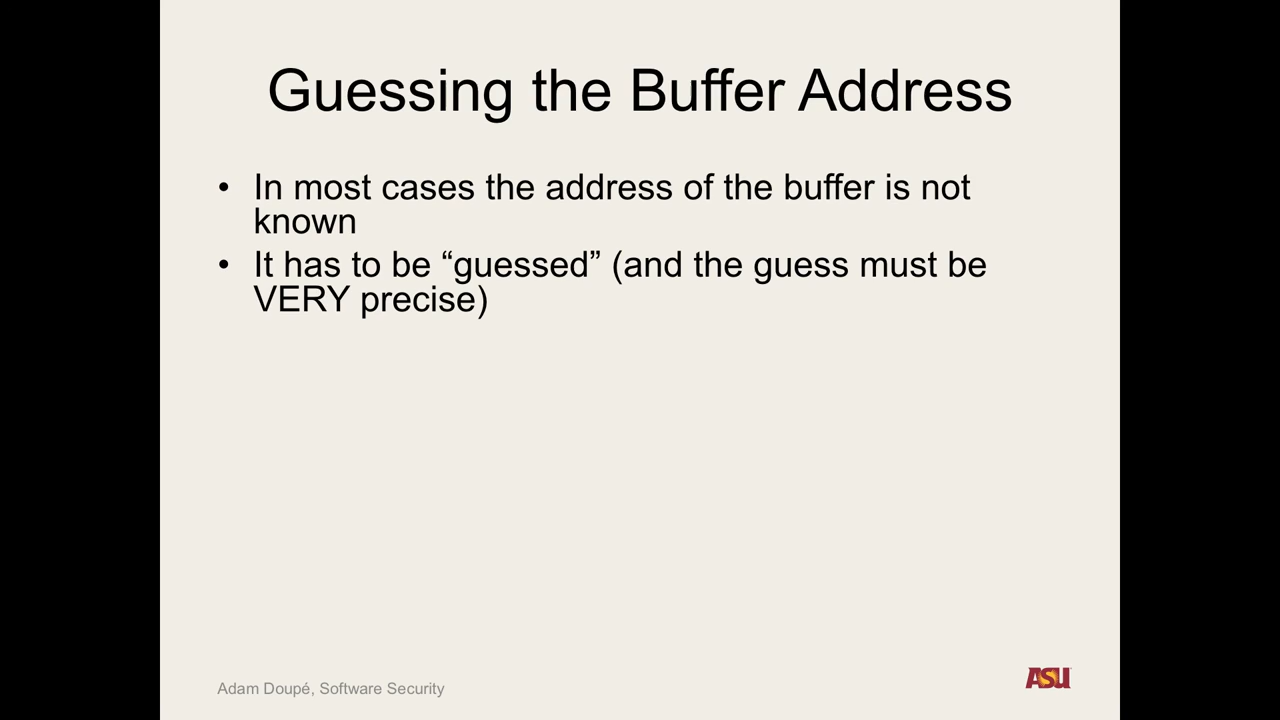 Guessing the Buffer Address
• In most cases the address of the buffer is not
known
• It has to be “guessed” (and the guess must be
VERY precise)
Adam Doupé, Software Security
ASU